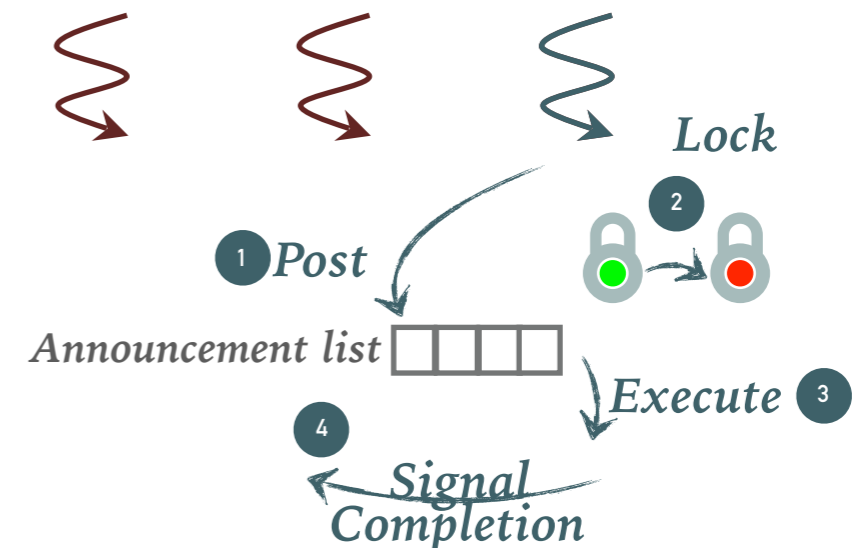 Lock
2
1 Post
Announcement list
Execute 3
4
Signal
Completion